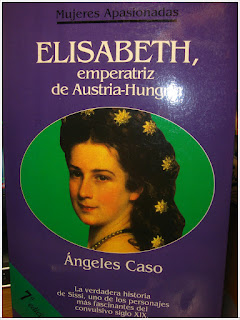 Mujeres Apasionadas
ELISABETH,
emperatriz
de Austria-Hungría
Ángeles Caso
7ª
La verdadera historia
de Sissi, uno de los personajes
más fascinantes del
convulsivo siglo XIX